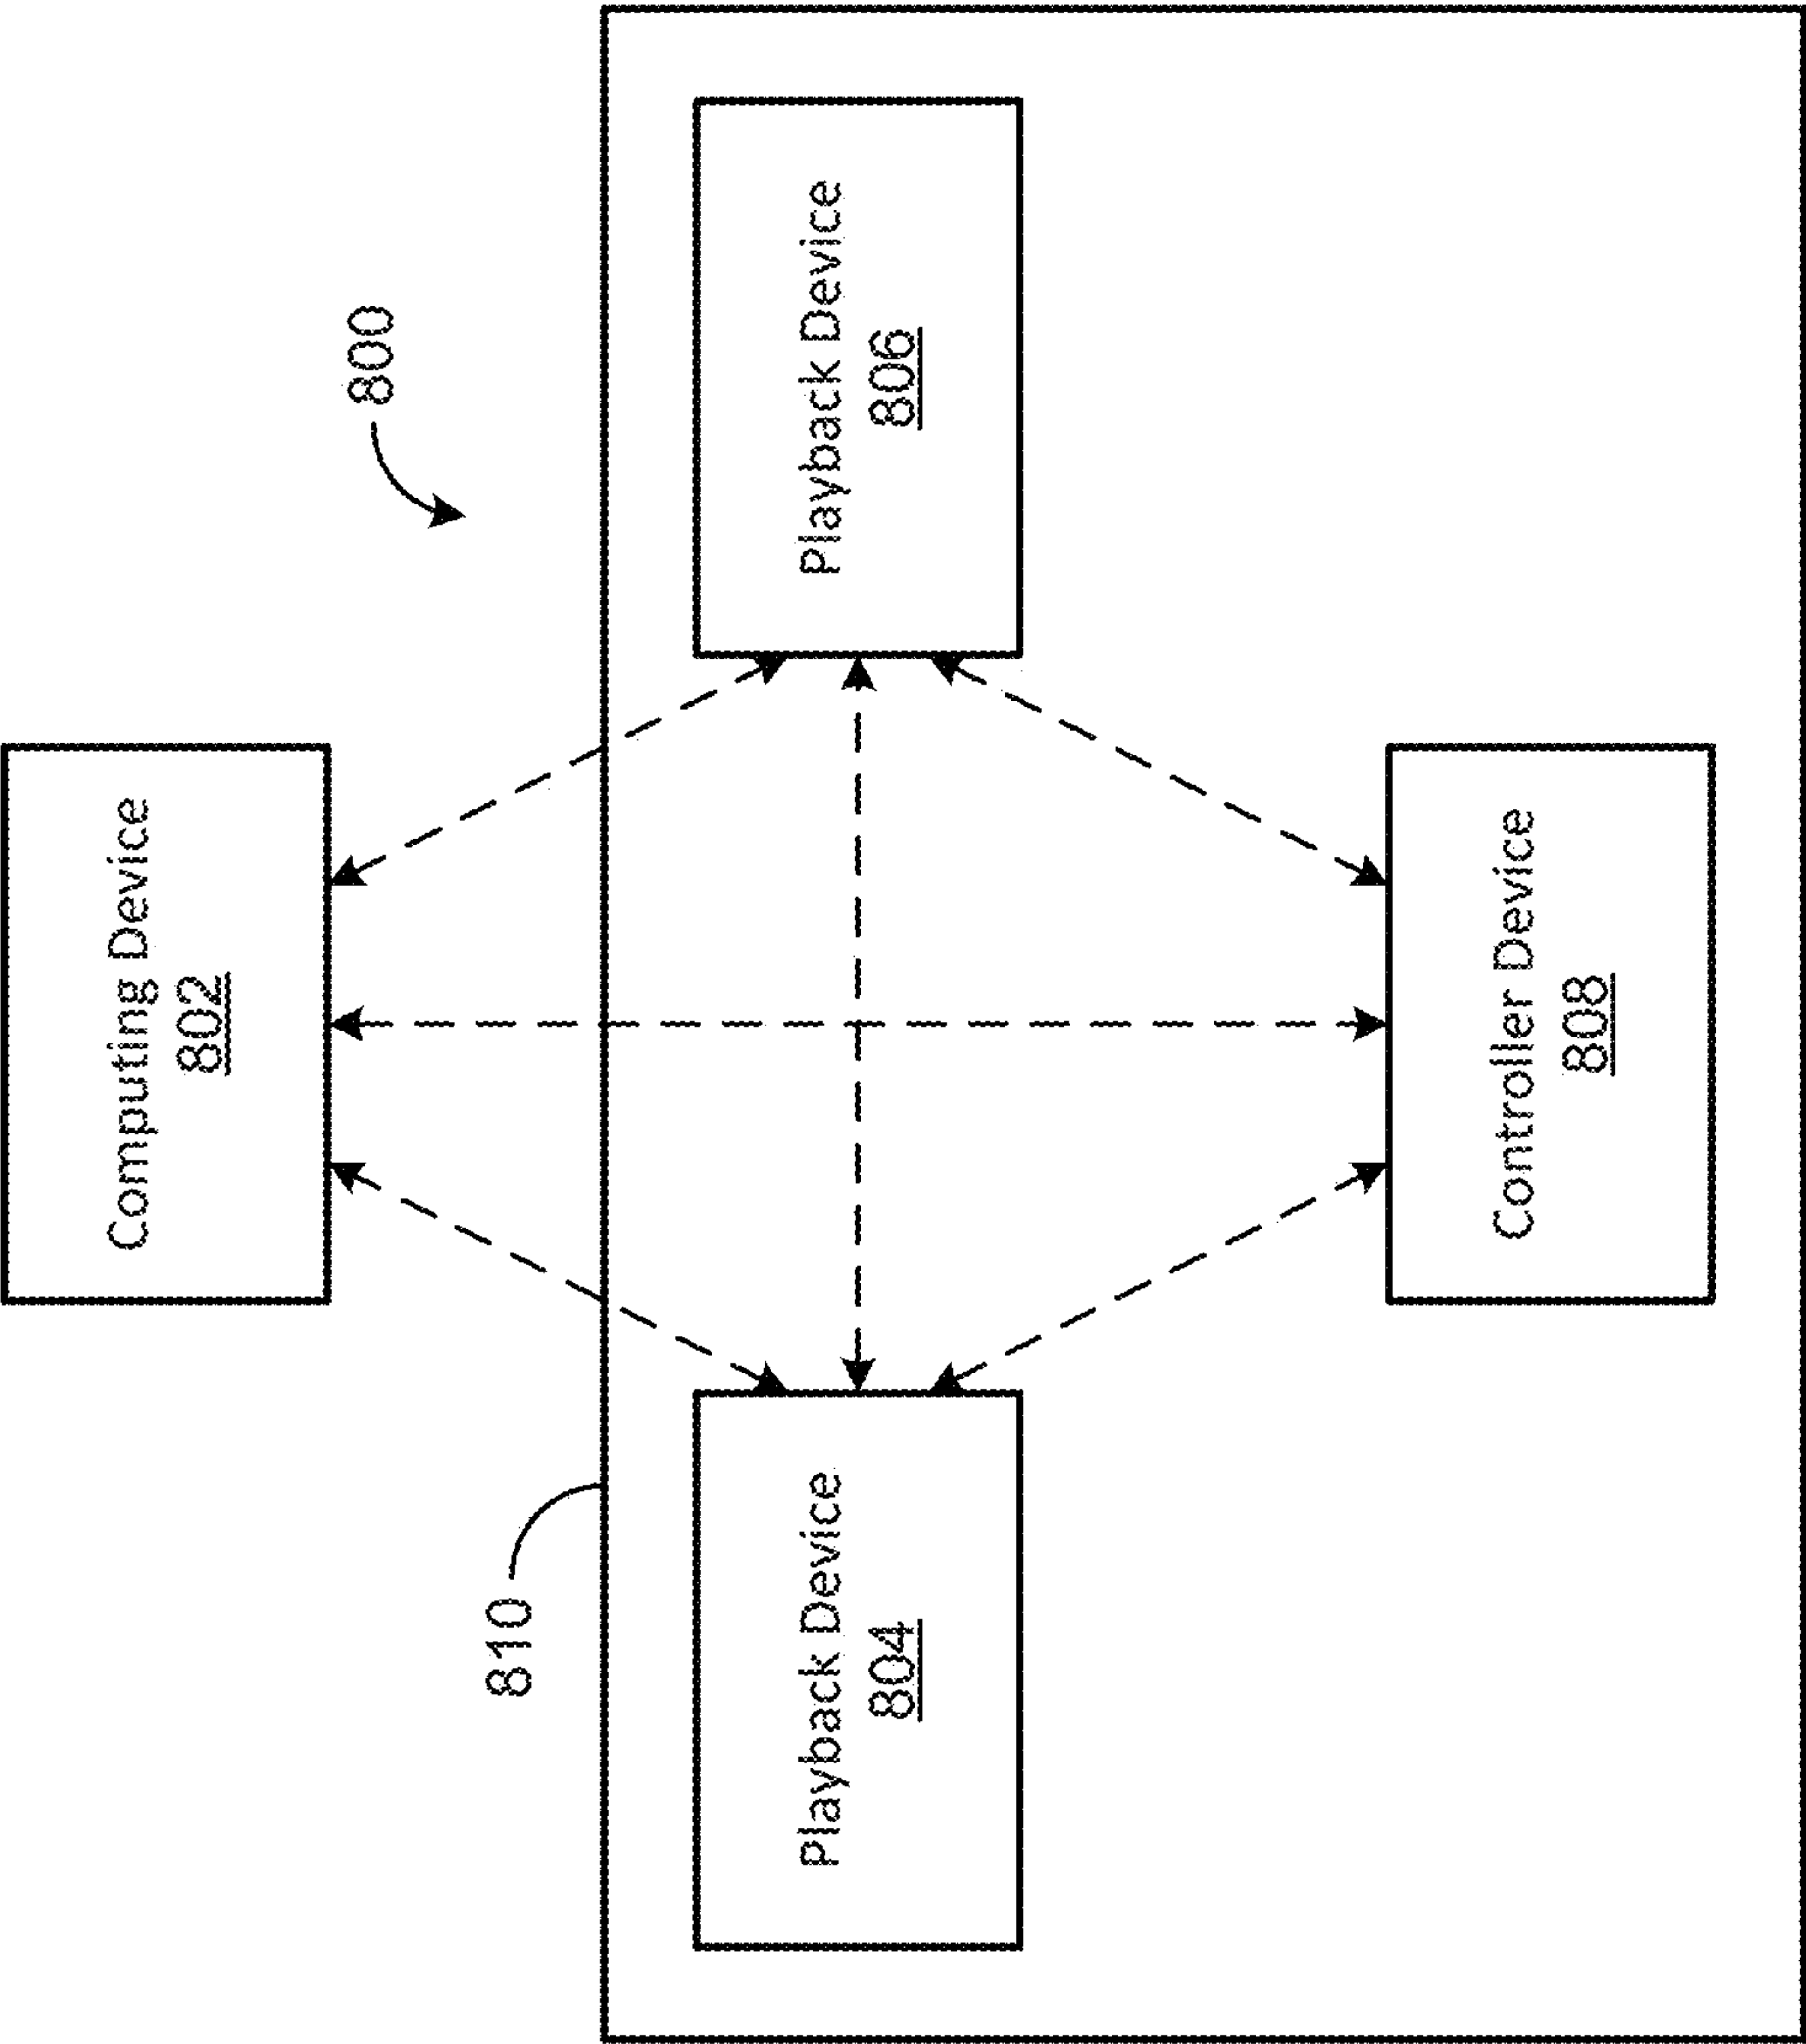 Computing Device
802
800
810
Playback Device
804
Playback Device
806
Controller Device
808